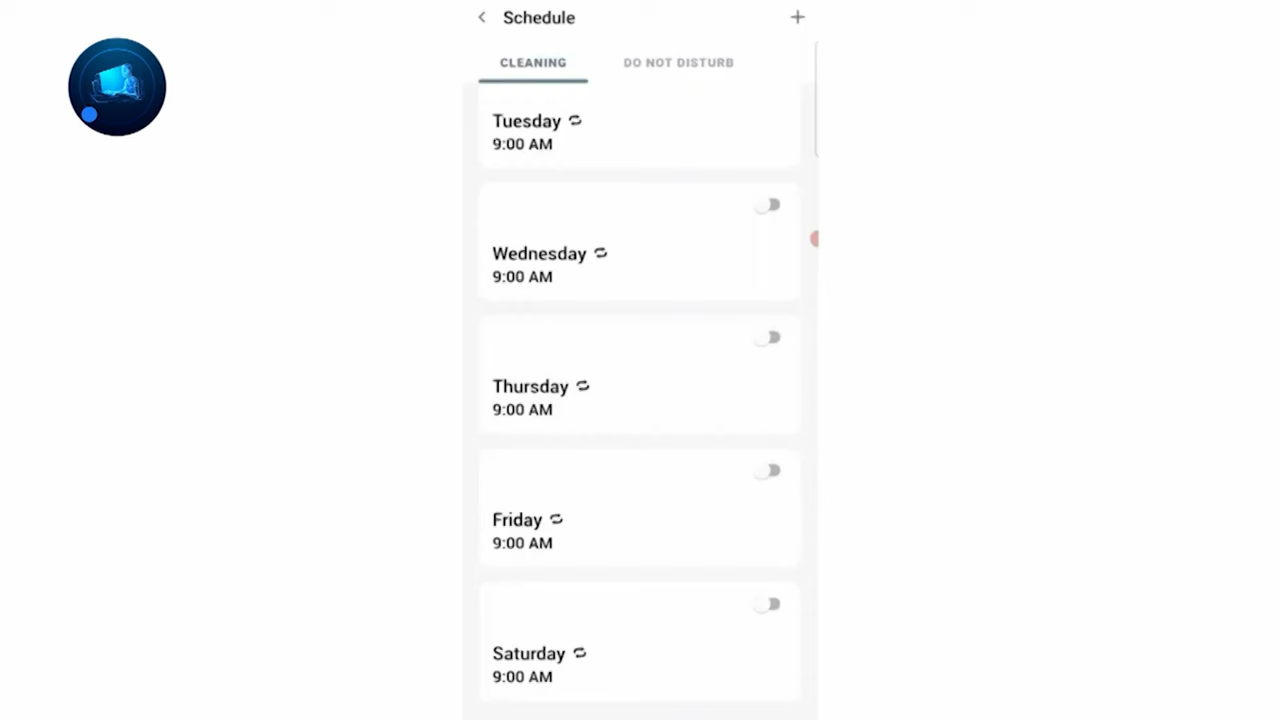 Schedule
CLEANING
DO NOT DISTURB
Tuesday
9:00 AM
Wednesday
9:00 AM
Thursday
9:00 AM
Friday
9:00 AM
Saturday
9:00 AM